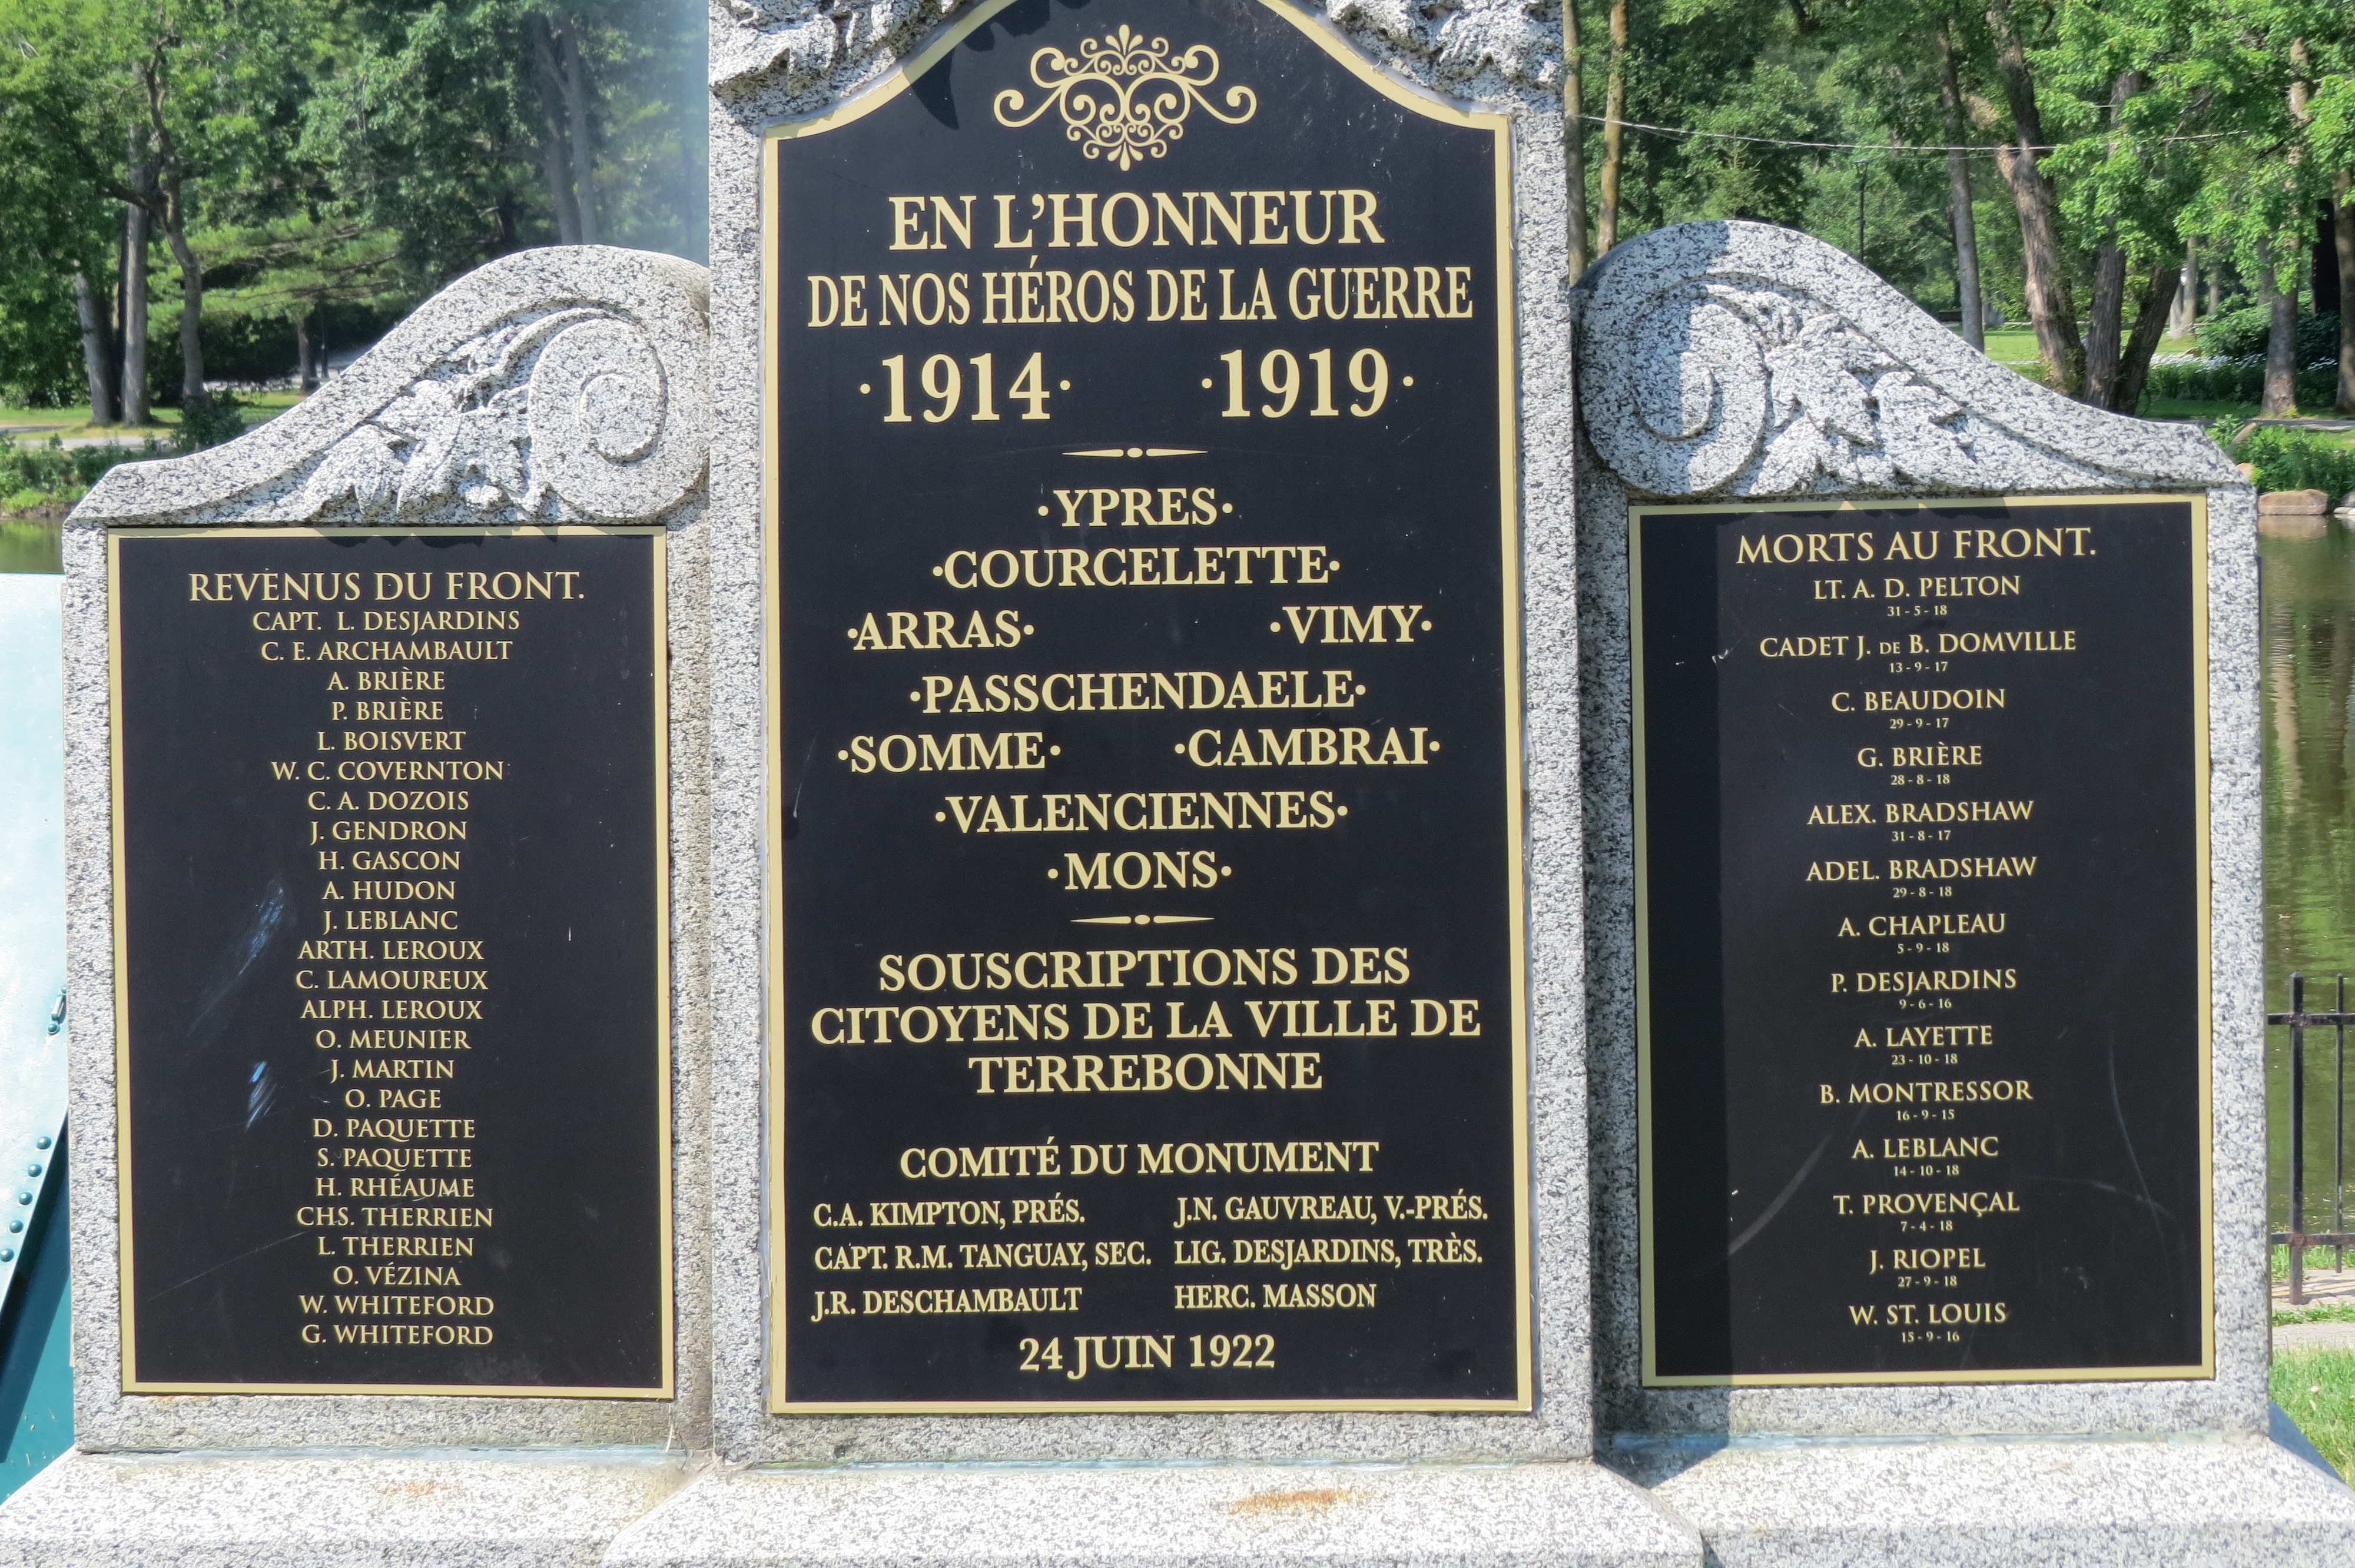 REVENUS DU FRONT.
CAPT. L. DESJARDINS
C. E. ARCHAMBAULT
A. BRIÈRE
P. BRIÈRE
L. BOISVERT
W. C. COVERNTON
C. A. DOZOIS
J. GENDRON
H. GASCON
A. HUDON
J. LEBLANC
ARTH. LEROUX
C. LAMOUREUX
ALPH. LEROUX
O. MEUNIER
J. MARTIN
O. PAGE
D. PAQUETTE
S. PAQUETTE
H. RHÉAUME
CHS. THERRIEN
L. THERRIEN
O. VÉZINA
W. WHITEFORD
G. WHITEFORD
EN L'HONNEUR
DE NOS HÉROS DE LA GUERRE
·1914· ·1919·
·YPRES·
·COURCELETTE·
·ARRAS· ·VIMY·
·PASSCHENDAELE·
·SOMME· ·CAMBRAI·
·VALENCIENNES·
·MONS·
SOUSCRIPTIONS DES
CITOYENS DE LA VILLE DE
TERREBONNE
COMITÉ DU MONUMENT
C.A. KIMPTON, PRÉS. J.N. GAUVREAU, V.-PRÉS.
CAPT. R.M. TANGUAY, SEC. LIG. DESJARDINS, TRÈS.
J.R. DESCHAMBAULT HERC. MASSON
24 JUIN 1922
MORTS AU FRONT.
LT. A. D. PELTON
31 - 5 - 18
CADET J. DE B. DOMVILLE
13 - 9 - 17
C. BEAUDOIN
29 - 9 - 17
G. BRIÈRE
28 - 8 - 18
ALEX. BRADSHAW
31 - 8 - 17
ADEL. BRADSHAW
29 - 8 - 18
A. CHAPLEAU
5 - 9 - 18
P. DESJARDINS
9 - 6 - 16
A. LAYETTE
23 - 10 - 18
B. MONTRESSOR
16 - 9 - 15
A. LEBLANC
14 - 10 - 18
T. PROVENÇAL
7 - 4 - 18
J. RIOPEL
27 - 9 - 18
W. ST. LOUIS
15 - 9 - 16